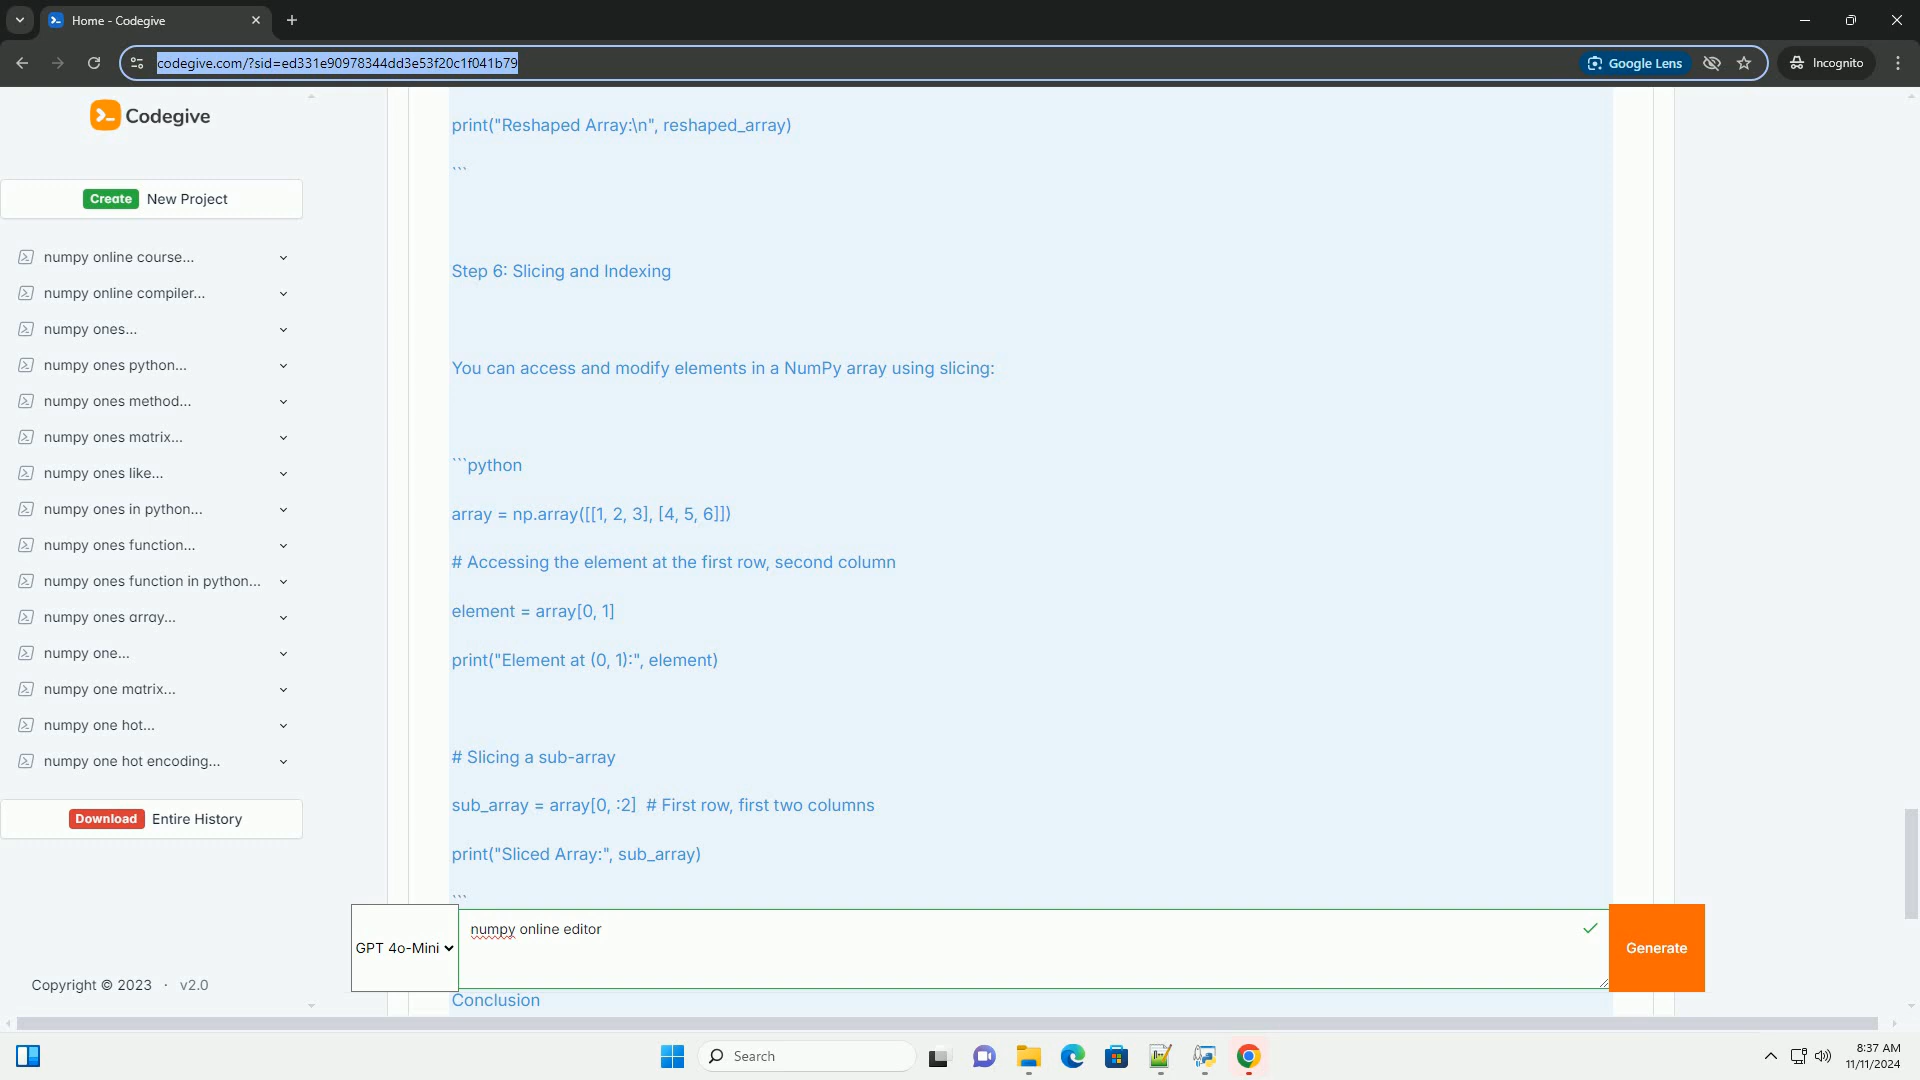 Home - Codegive
codegive.com/?sid=ed331e90978344dd3e53f20c1f041b79
Google Lens
Incognito
Codegive
Create New Project
numpy online course...
numpy online compiler...
numpy ones...
numpy ones python...
numpy ones method...
numpy ones matrix...
numpy ones like...
numpy ones in python...
numpy ones function...
numpy ones function in python...
numpy ones array...
numpy one...
numpy one matrix...
numpy one hot...
numpy one hot encoding...
Download Entire History
Copyright © 2023 · v2.0
print("Reshaped Array:\n", reshaped_array)
```
Step 6: Slicing and Indexing
You can access and modify elements in a NumPy array using slicing:
```python
array = np.array([[1, 2, 3], [4, 5, 6]])
# Accessing the element at the first row, second column
element = array[0, 1]
print("Element at (0, 1):", element)
# Slicing a sub-array
sub_array = array[0, :2]  # First row, first two columns
print("Sliced Array:", sub_array)
```
GPT 4o-Mini
numpy online editor
Generate
Conclusion
Search
8:37 AM
11/11/2024